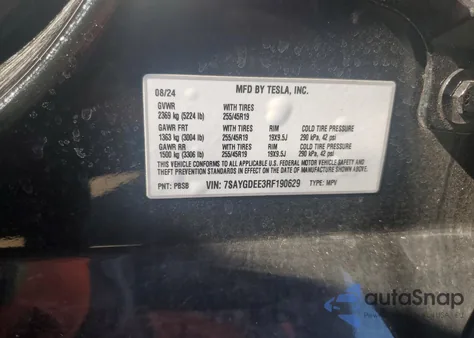 08/24 MFD BY TESLA, INC.
GVWR WITH TIRES
2369 kg (5224 lb) 255/45R19
GAWR FRT WITH TIRES RIM COLD TIRE PRESSURE
1363 kg (3004 lb) 255/45R19 19X9.5J 290 kPa, 42 psi
GAWR RR WITH TIRES RIM COLD TIRE PRESSURE
1500 kg (3306 lb) 255/45R19 19X9.5J 290 kPa, 42 psi
THIS VEHICLE CONFORMS TO ALL APPLICABLE U.S. FEDERAL MOTOR VEHICLE SAFETY AND
THEFT PREVENTION STANDARDS IN EFFECT ON THE DATE OF MANUFACTURE SHOWN ABOVE.
PNT: PBSB VIN: 7SAYGDEE3RF190629 TYPE: MPV
autaSnap
Powered by